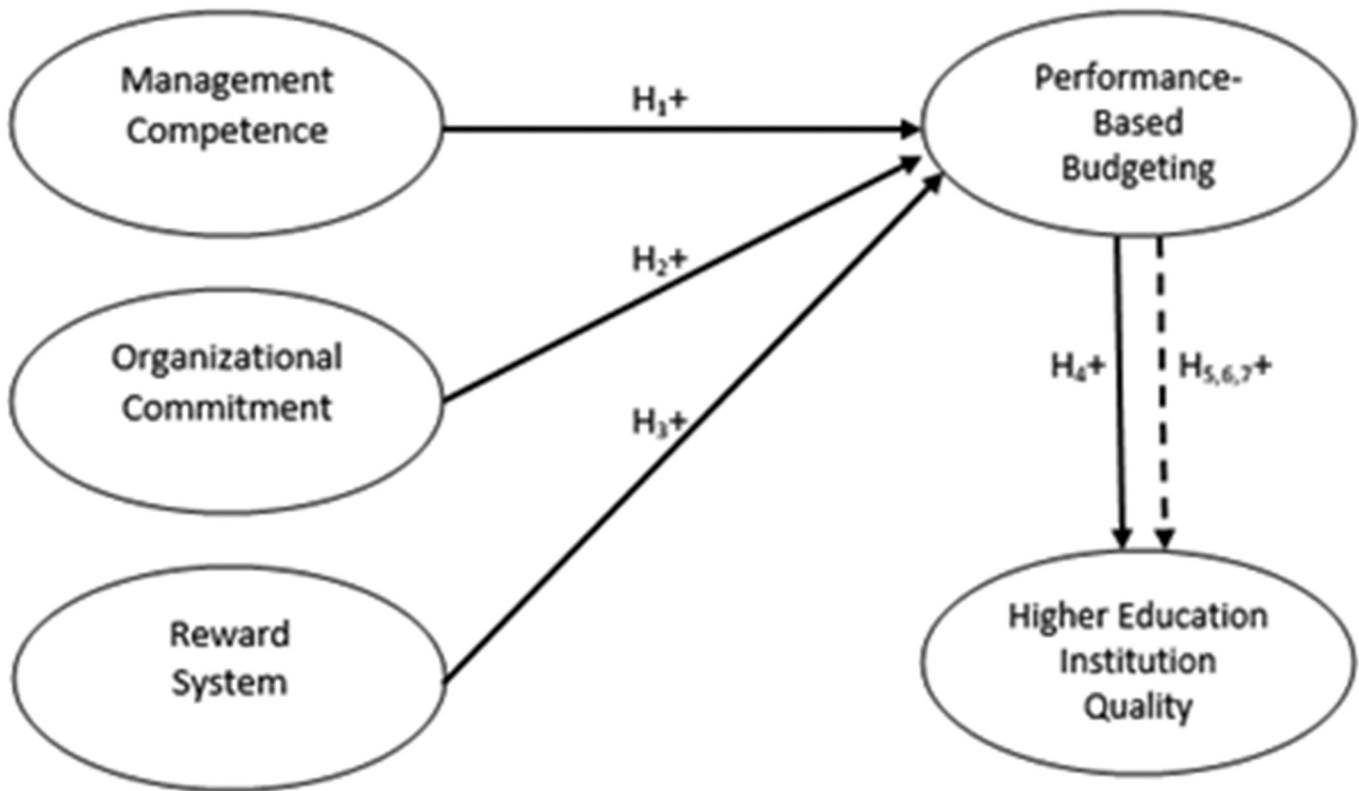 Management
Competence
H₁+
Performance-
Based
Budgeting
H₂+
Organizational
Commitment
H₃+
H₄+
H₅,₆,₇+
Reward
System
Higher Education
Institution
Quality